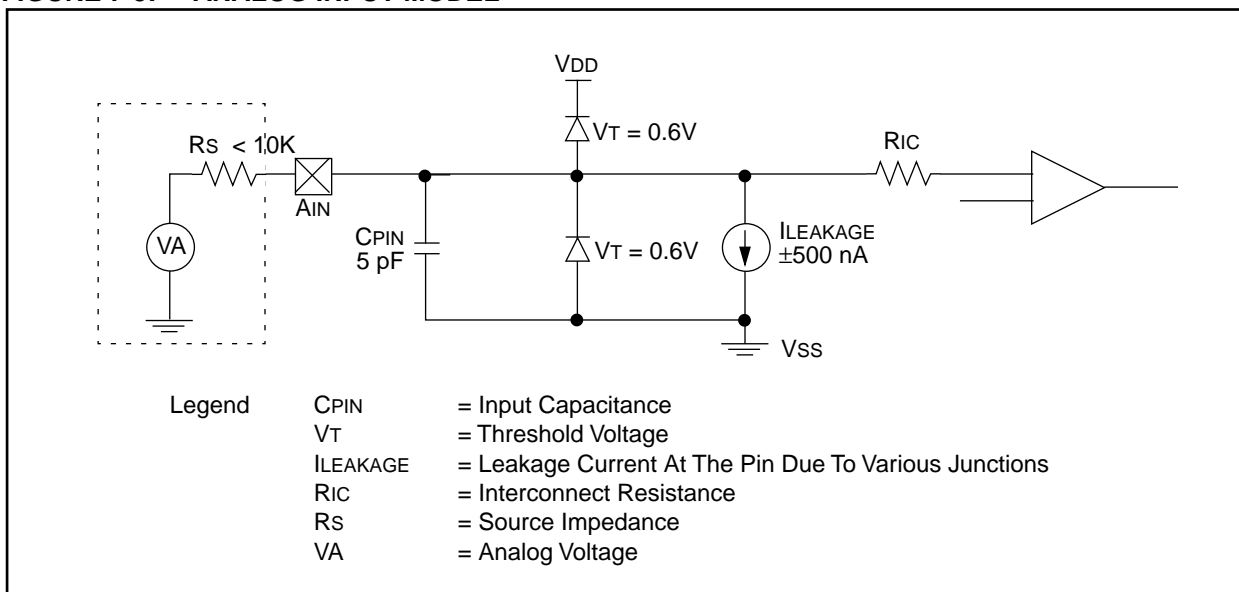 VDD
VT = 0.6V
RS < 10K
RIC
AIN
CPIN
5 pF
VA
VT = 0.6V
ILEAKAGE
±500 nA
VSS
Legend
CPIN = Input Capacitance
VT = Threshold Voltage
ILEAKAGE = Leakage Current At The Pin Due To Various Junctions
RIC = Interconnect Resistance
RS = Source Impedance
VA = Analog Voltage